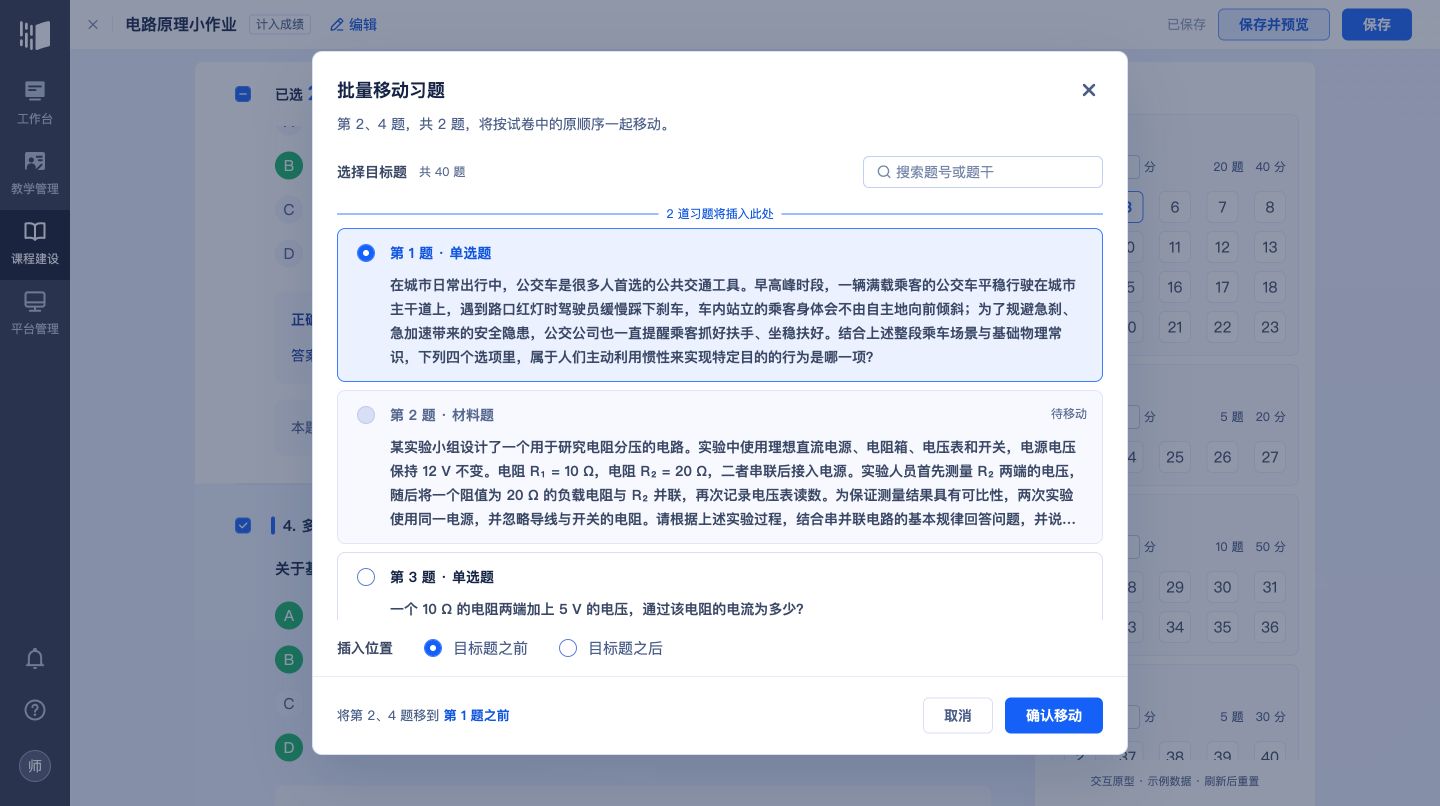 电路原理小作业 计入成绩 编辑 已保存 保存并预览 保存
工作台
教学管理
课程建设
平台管理
师
已选
B
C
D
4.
A
B
C
D
批量移动习题
第 2、4 题，共 2 题，将按试卷中的原顺序一起移动。
选择目标题 共 40 题 搜索题号或题干
2 道习题将插入此处
第 1 题 · 单选题
在城市日常出行中，公交车是很多人首选的公共交通工具。早高峰时段，一辆满载乘客的公交车平稳行驶在城市
主干道上，遇到路口红灯时驾驶员缓慢踩下刹车，车内站立的乘客身体会不由自主地向前倾斜；为了规避急刹、
急加速带来的安全隐患，公交公司也一直提醒乘客抓好扶手、坐稳扶好。结合上述整段乘车场景与基础物理常
识，下列四个选项里，属于人们主动利用惯性来实现特定目的的行为是哪一项？
第 2 题 · 材料题 待移动
某实验小组设计了一个用于研究电阻分压的电路。实验中使用理想直流电源、电阻箱、电压表和开关，电源电压
保持 12 V 不变。电阻 R₁ = 10 Ω，电阻 R₂ = 20 Ω，二者串联后接入电源。实验人员首先测量 R₂ 两端的电压，
随后将一个阻值为 20 Ω 的负载电阻与 R₂ 并联，再次记录电压表读数。为保证测量结果具有可比性，两次实验
使用同一电源，并忽略导线与开关的电阻。请根据上述实验过程，结合串并联电路的基本规律回答问题，并说...
第 3 题 · 单选题
一个 10 Ω 的电阻两端加上 5 V 的电压，通过该电阻的电流为多少？
插入位置 目标题之前 目标题之后
将第 2、4 题移到 第 1 题之前 取消 确认移动
分 20 题 40 分
6 7 8
11 12 13
16 17 18
21 22 23
分 5 题 20 分
25 26 27
分 10 题 50 分
29 30 31
34 35 36
分 5 题 30 分
37 38 39 40
交互原型 · 示例数据 · 刷新后重置